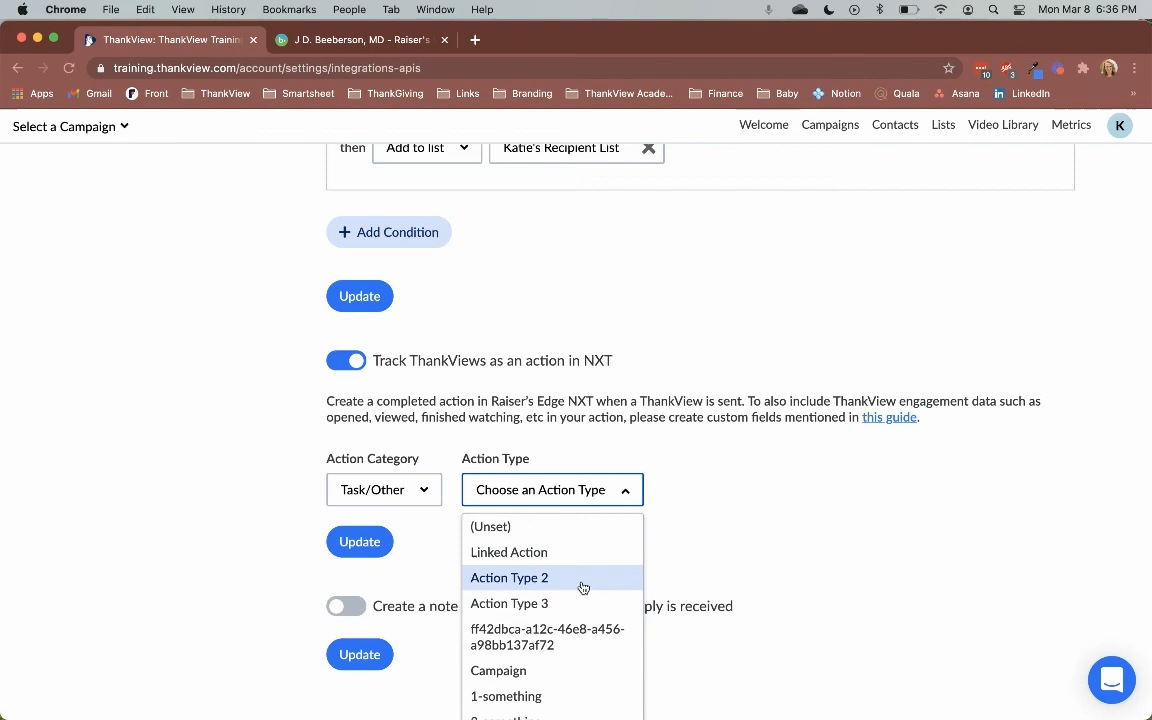 Chrome File Edit View History Bookmarks People Tab Window Help Mon Mar 8 6:36 PM
ThankView: ThankView Trainin J D. Beeberson, MD - Raiser's
training.thankview.com/account/settings/integrations-apis 10 3
Apps Gmail Front ThankView Smartsheet ThankGiving Links Branding ThankView Acade... Finance Baby Notion Quala Asana LinkedIn »
Select a Campaign Welcome Campaigns Contacts Lists Video Library Metrics K
then Add to list Katie's Recipient List
+ Add Condition
Update
Track ThankViews as an action in NXT
Create a completed action in Raiser's Edge NXT when a ThankView is sent. To also include ThankView engagement data such as
opened, viewed, finished watching, etc in your action, please create custom fields mentioned in this guide.
Action Category Action Type
Task/Other Choose an Action Type
(Unset)
Update Linked Action
Action Type 2
Create a note Action Type 3 ply is received
ff42dbca-a12c-46e8-a456-
a98bb137af72
Update
Campaign
1-something